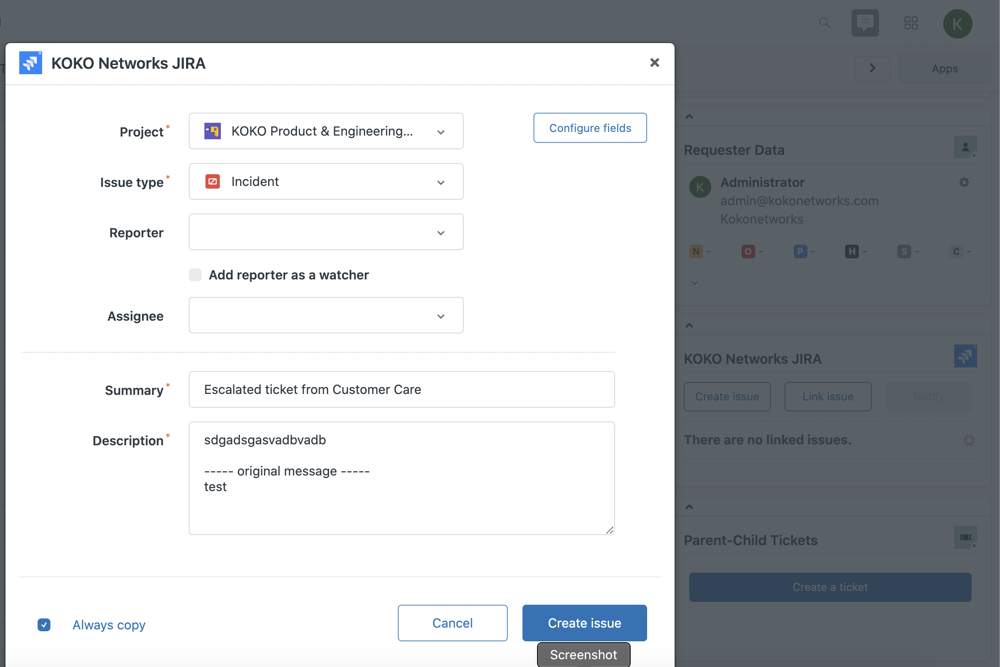 K
Apps
KOKO Networks JIRA
Project*
KOKO Product & Engineering...
Configure fields
Issue type*
Incident
Reporter
Add reporter as a watcher
Assignee
Summary*
Escalated ticket from Customer Care
Description*
sdgadsgasvadbvadb
----- original message -----
test
Always copy
Cancel
Create issue
Screenshot
Requester Data
K
Administrator
admin@kokonetworks.com
Kokonetworks
N - O - P - H - S - C -
KOKO Networks JIRA
Create issue
Link issue
Notify
There are no linked issues.
Parent-Child Tickets
Create a ticket